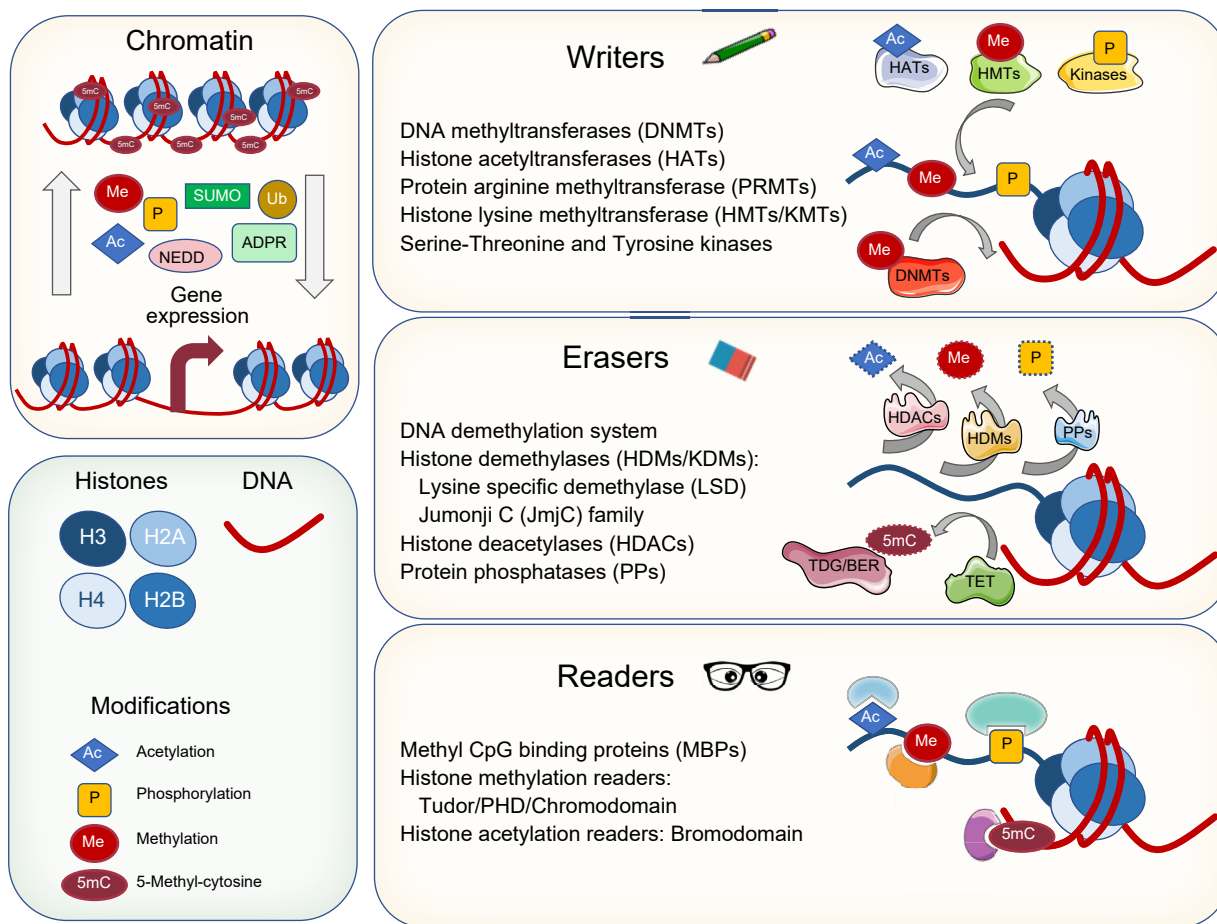 Chromatin
5mC
5mC
5mC
5mC
5mC
5mC
5mC
Me
P
SUMO
Ub
Ac
NEDD
ADPR
Gene
expression
Histones
DNA
H3
H2A
H4
H2B
Modifications
Ac
Acetylation
P
Phosphorylation
Me
Methylation
5mC
5-Methyl-cytosine
Writers
DNA methyltransferases (DNMTs)
Histone acetyltransferases (HATs)
Protein arginine methyltransferase (PRMTs)
Histone lysine methyltransferase (HMTs/KMTs)
Serine-Threonine and Tyrosine kinases
Ac
HATs
Me
HMTs
P
Kinases
Ac
Me
P
Me
DNMTs
Erasers
DNA demethylation system
Histone demethylases (HDMs/KDMs):
Lysine specific demethylase (LSD)
Jumonji C (JmjC) family
Histone deacetylases (HDACs)
Protein phosphatases (PPs)
Ac
Me
P
HDACs
HDMs
PPs
5mC
TDG/BER
TET
Readers
Methyl CpG binding proteins (MBPs)
Histone methylation readers:
Tudor/PHD/Chromodomain
Histone acetylation readers: Bromodomain
Ac
Me
P
5mC